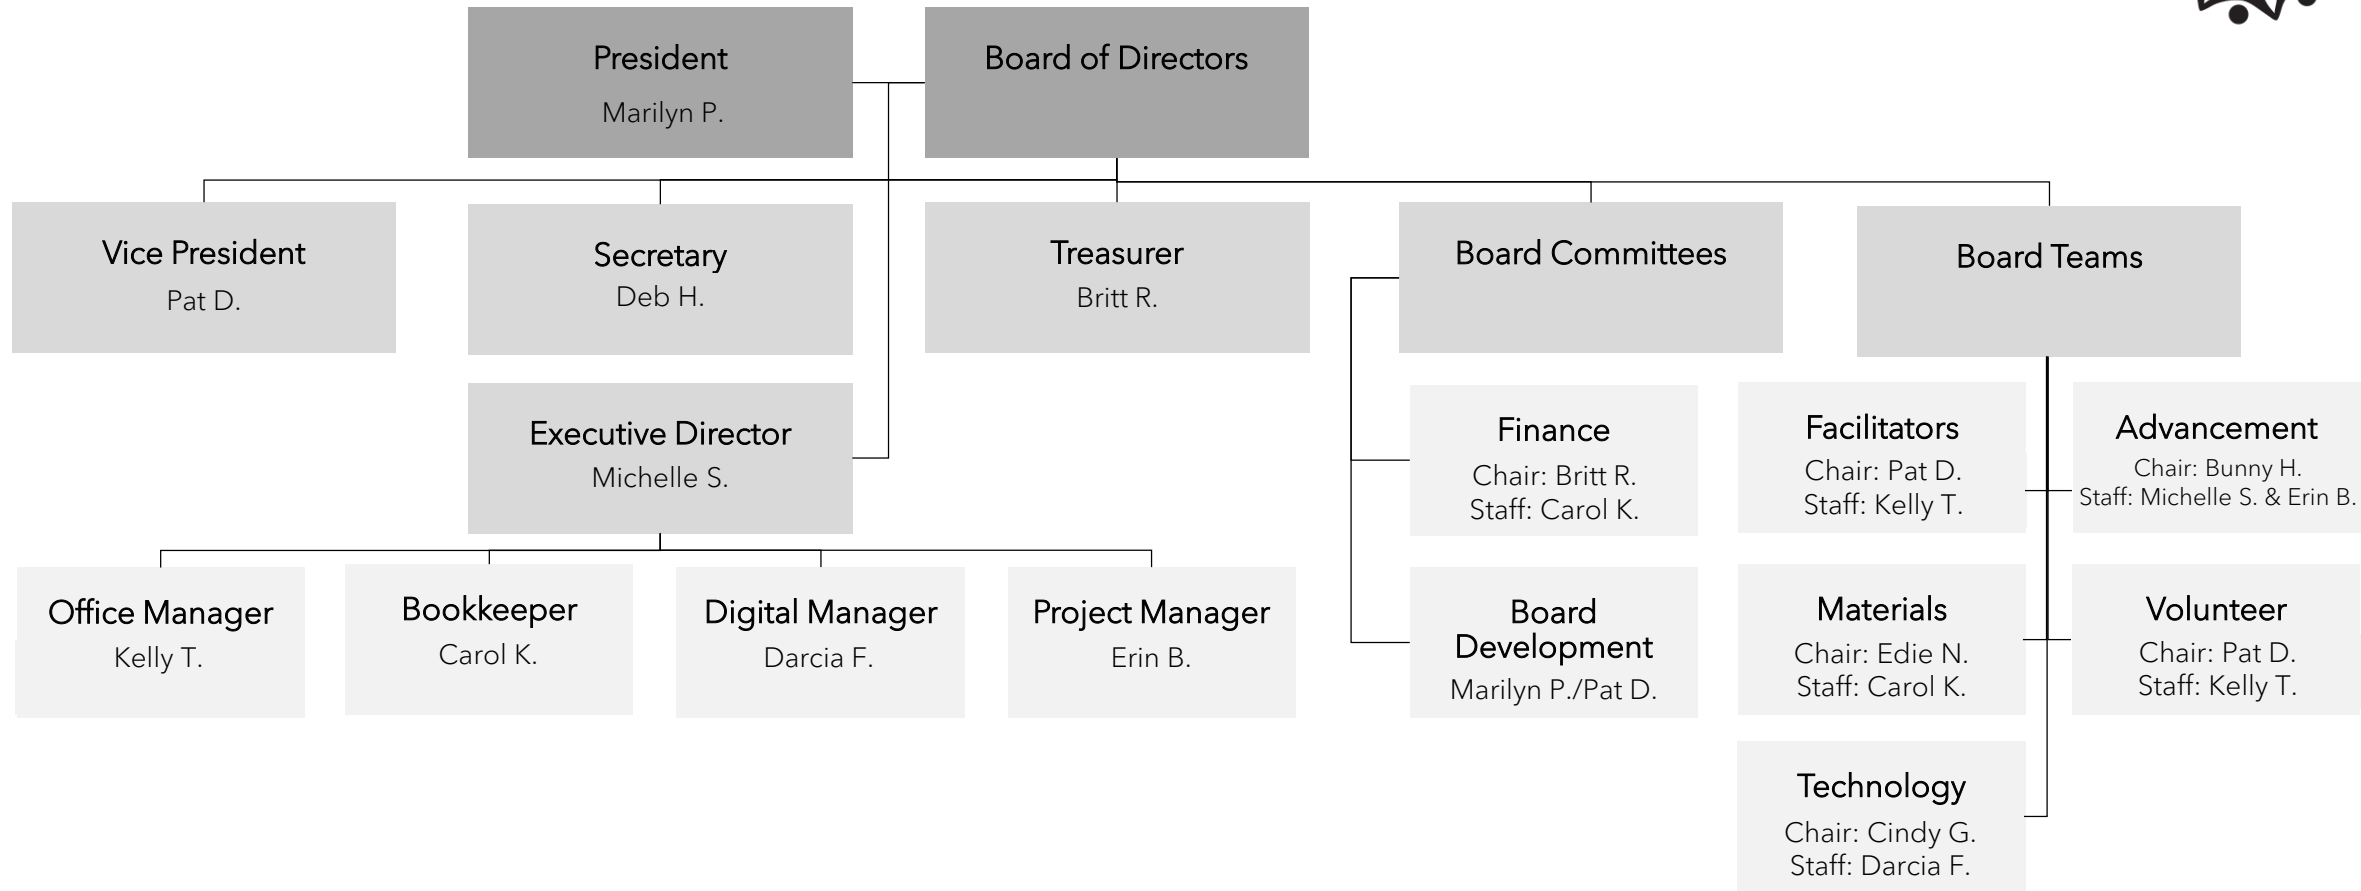 President
Marilyn P.
Board of Directors
Vice President
Pat D.
Secretary
Deb H.
Treasurer
Britt R.
Board Committees
Board Teams
Executive Director
Michelle S.
Office Manager
Kelly T.
Bookkeeper
Carol K.
Digital Manager
Darcia F.
Project Manager
Erin B.
Finance
Chair: Britt R.
Staff: Carol K.
Board
Development
Marilyn P./Pat D.
Facilitators
Chair: Pat D.
Staff: Kelly T.
Advancement
Chair: Bunny H.
Staff: Michelle S. & Erin B.
Materials
Chair: Edie N.
Staff: Carol K.
Volunteer
Chair: Pat D.
Staff: Kelly T.
Technology
Chair: Cindy G.
Staff: Darcia F.